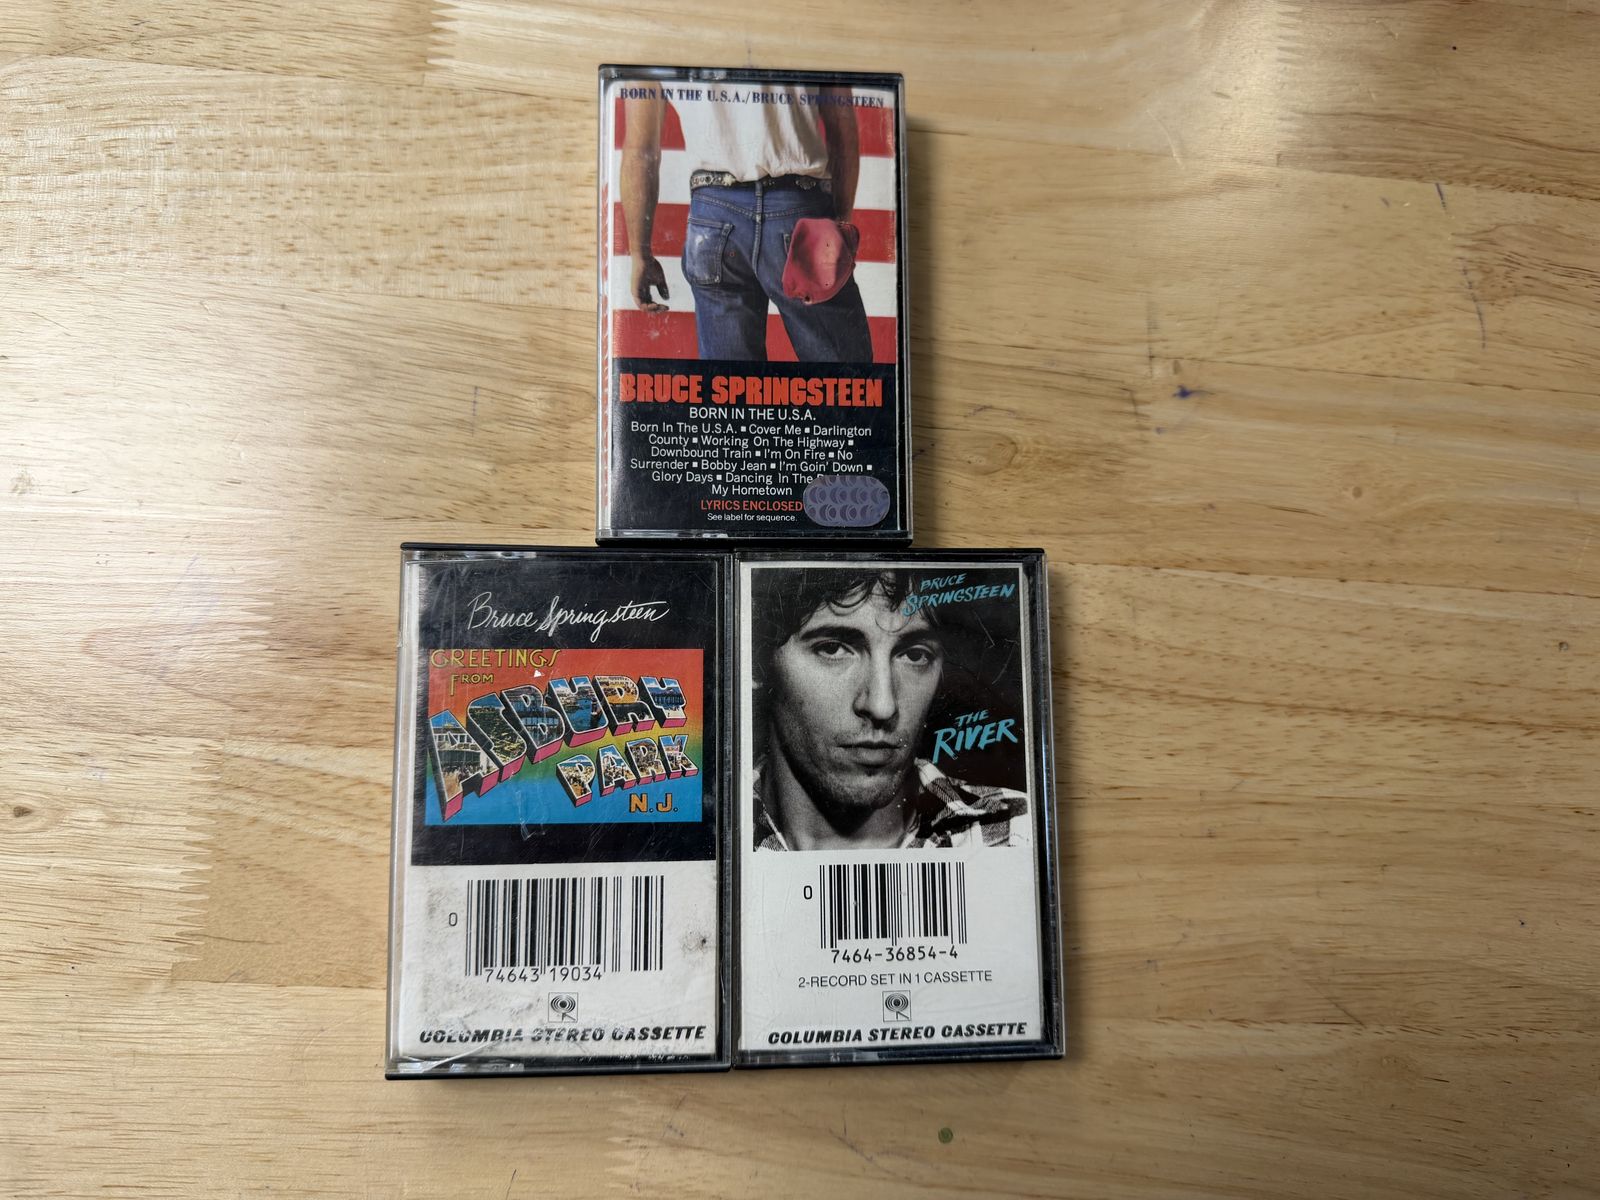 BORN IN THE U.S.A./BRUCE SPRINGSTEEN
BRUCE SPRINGSTEEN
BORN IN THE U.S.A.
Born In The U.S.A. ■ Cover Me ■ Darlington
County ■ Working On The Highway ■
Downbound Train ■ I'm On Fire ■ No
Surrender ■ Bobby Jean ■ I'm Goin' Down ■
Glory Days ■ Dancing In The
My Hometown
LYRICS ENCLOSED
See label for sequence.
Bruce Springsteen
GREETINGS
FROM
ASBURY
PARK
N.J.
0
74643 19034
COLUMBIA STEREO CASSETTE
BRUCE
SPRINGSTEEN
THE
RIVER
0
7464-36854-4
2-RECORD SET IN 1 CASSETTE
COLUMBIA STEREO CASSETTE